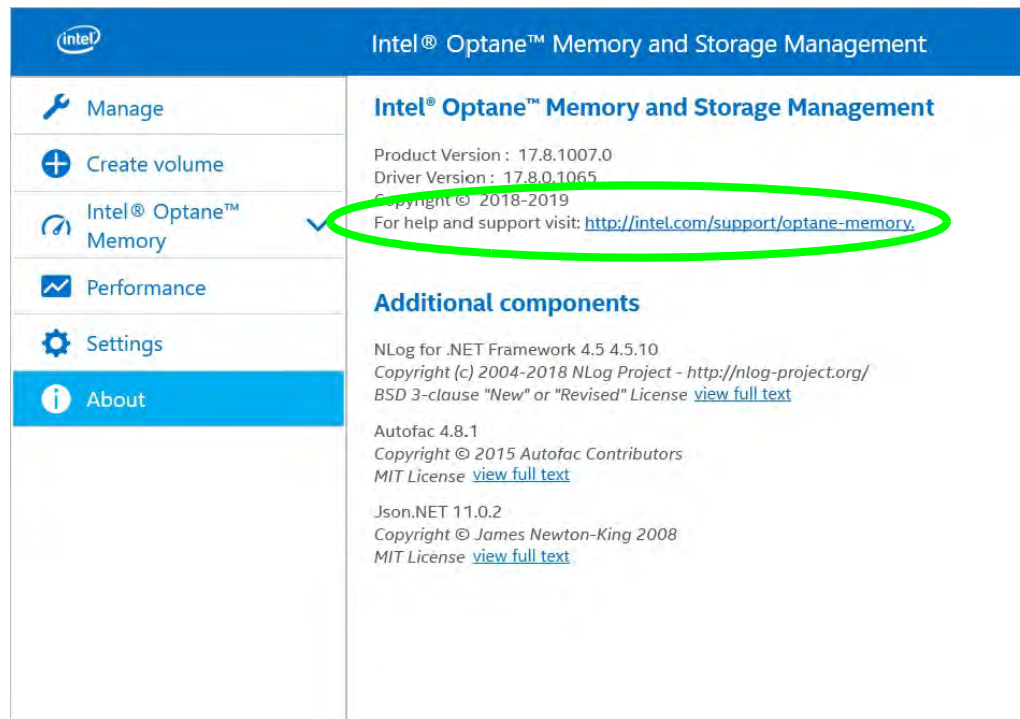 intel
Intel® Optane™ Memory and Storage Management
Manage
Create volume
Intel® Optane™
Memory
Performance
Settings
About
Intel® Optane™ Memory and Storage Management
Product Version : 17.8.1007.0
Driver Version : 17.8.0.1065
Copyright © 2018-2019
For help and support visit: http://intel.com/support/optane-memory.
Additional components
NLog for .NET Framework 4.5 4.5.10
Copyright (c) 2004-2018 NLog Project - http://nlog-project.org/
BSD 3-clause "New" or "Revised" License view full text
Autofac 4.8.1
Copyright © 2015 Autofac Contributors
MIT License view full text
Json.NET 11.0.2
Copyright © James Newton-King 2008
MIT License view full text